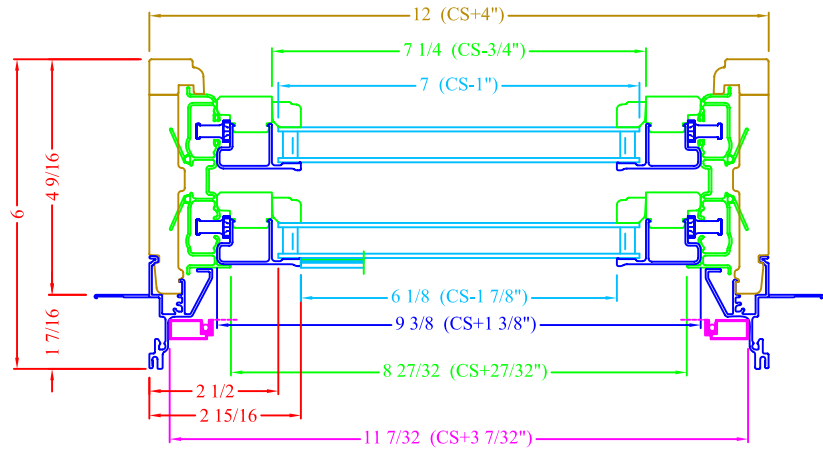 12 (CS+4")
7 1/4 (CS-3/4")
7 (CS-1")
6
4 9/16
1 7/16
6 1/8 (CS-1 7/8")
9 3/8 (CS+1 3/8")
8 27/32 (CS+27/32")
2 1/2
2 15/16
11 7/32 (CS+3 7/32")